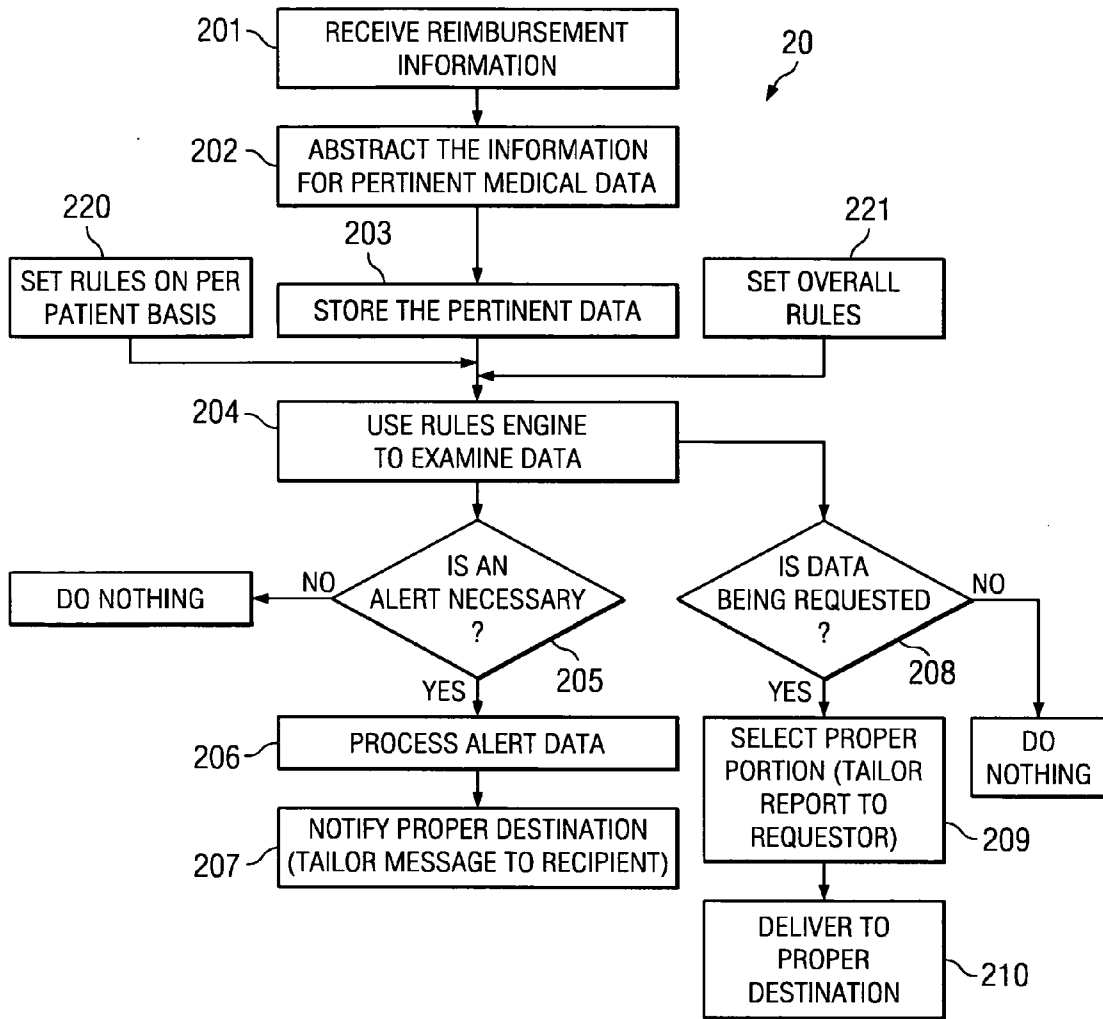 201
RECEIVE REIMBURSEMENT
INFORMATION
20
202
ABSTRACT THE INFORMATION
FOR PERTINENT MEDICAL DATA
220
SET RULES ON PER
PATIENT BASIS
203
STORE THE PERTINENT DATA
221
SET OVERALL
RULES
204
USE RULES ENGINE
TO EXAMINE DATA
DO NOTHING
NO
IS AN
ALERT NECESSARY
?
205
YES
IS DATA
BEING REQUESTED
?
208
NO
YES
206
PROCESS ALERT DATA
207
NOTIFY PROPER DESTINATION
(TAILOR MESSAGE TO RECIPIENT)
SELECT PROPER
PORTION (TAILOR
REPORT TO
REQUESTOR)
209
DO
NOTHING
DELIVER TO
PROPER
DESTINATION
210